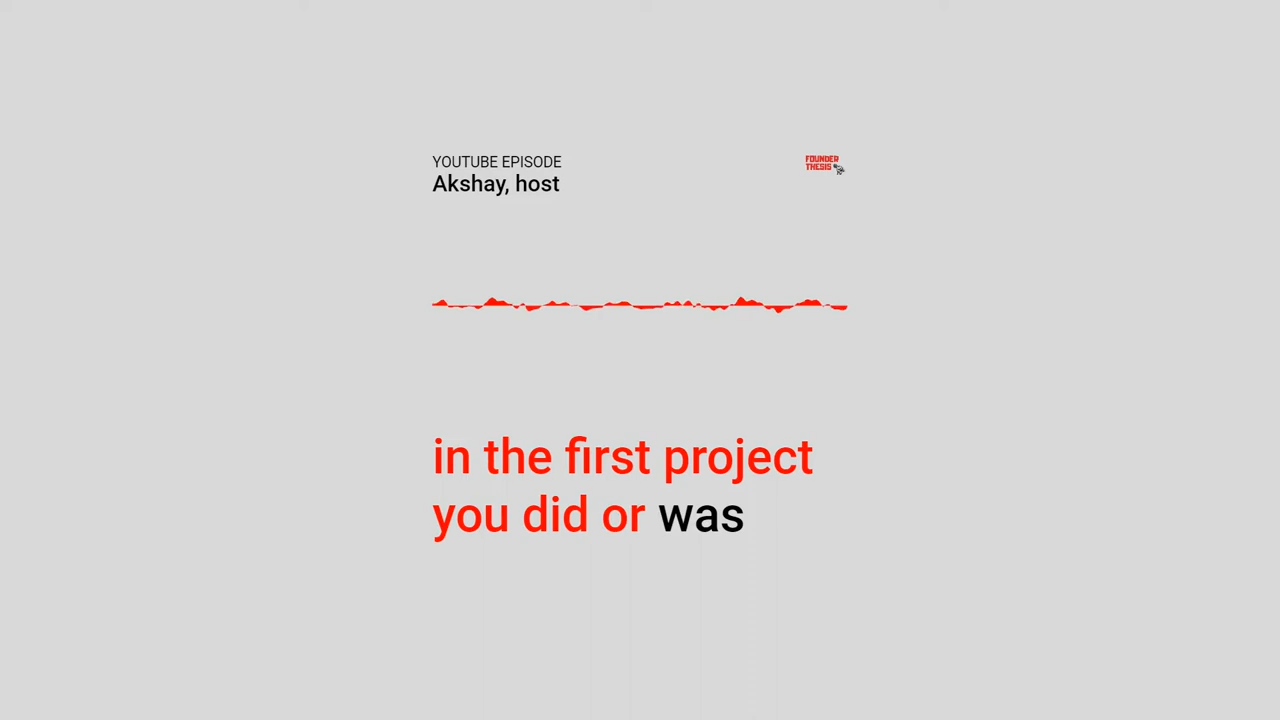 YOUTUBE EPISODE
Akshay, host
FOUNDER
THESIS
in the first project
you did or was